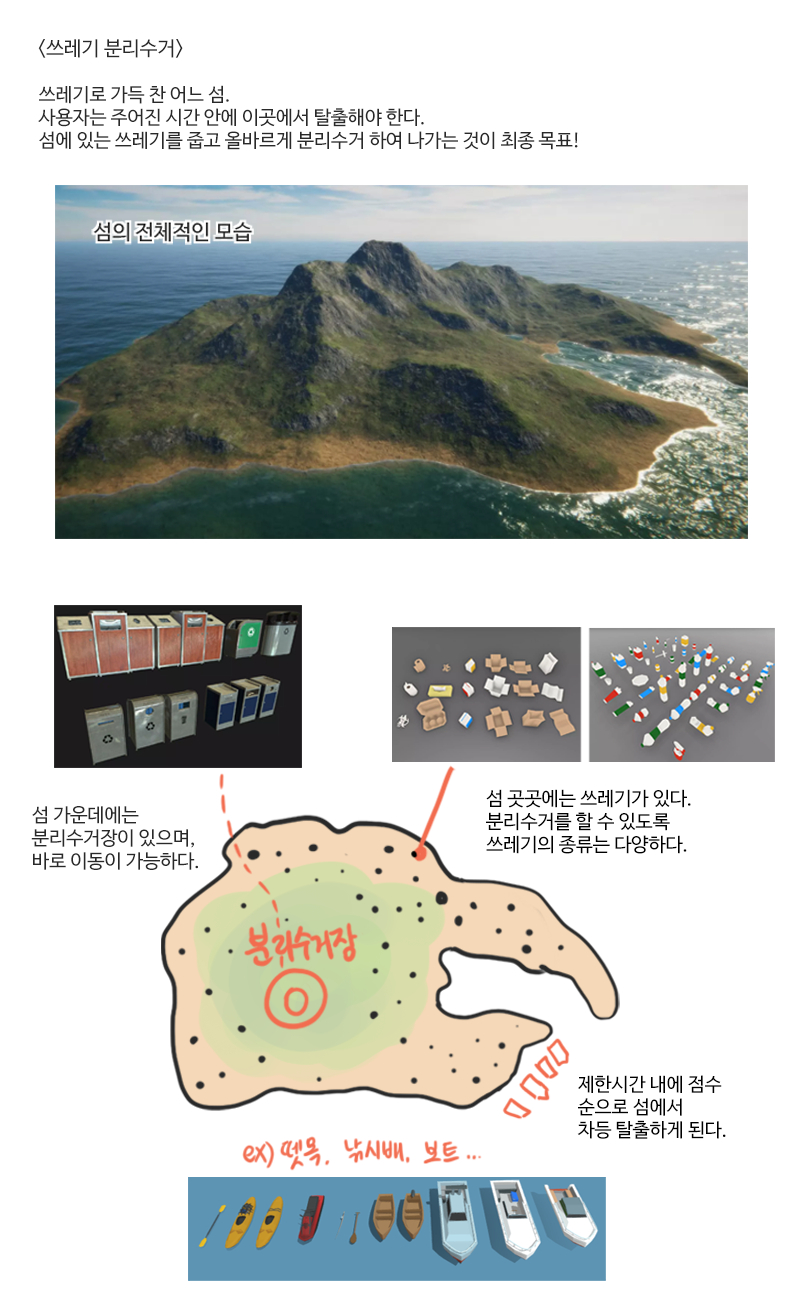 <쓰레기 분리수거>
쓰레기로 가득 찬 어느 섬.
사용자는 주어진 시간 안에 이곳에서 탈출해야 한다.
섬에 있는 쓰레기를 줍고 올바르게 분리수거 하여 나가는 것이 최종 목표!
섬의 전체적인 모습
섬 가운데에는
분리수거장이 있으며,
바로 이동이 가능하다.
섬 곳곳에는 쓰레기가 있다.
분리수거를 할 수 있도록
쓰레기의 종류는 다양하다.
분리수거장
제한시간 내에 점수
순으로 섬에서
차등 탈출하게 된다.
ex) 뗏목, 낚시배, 보트...